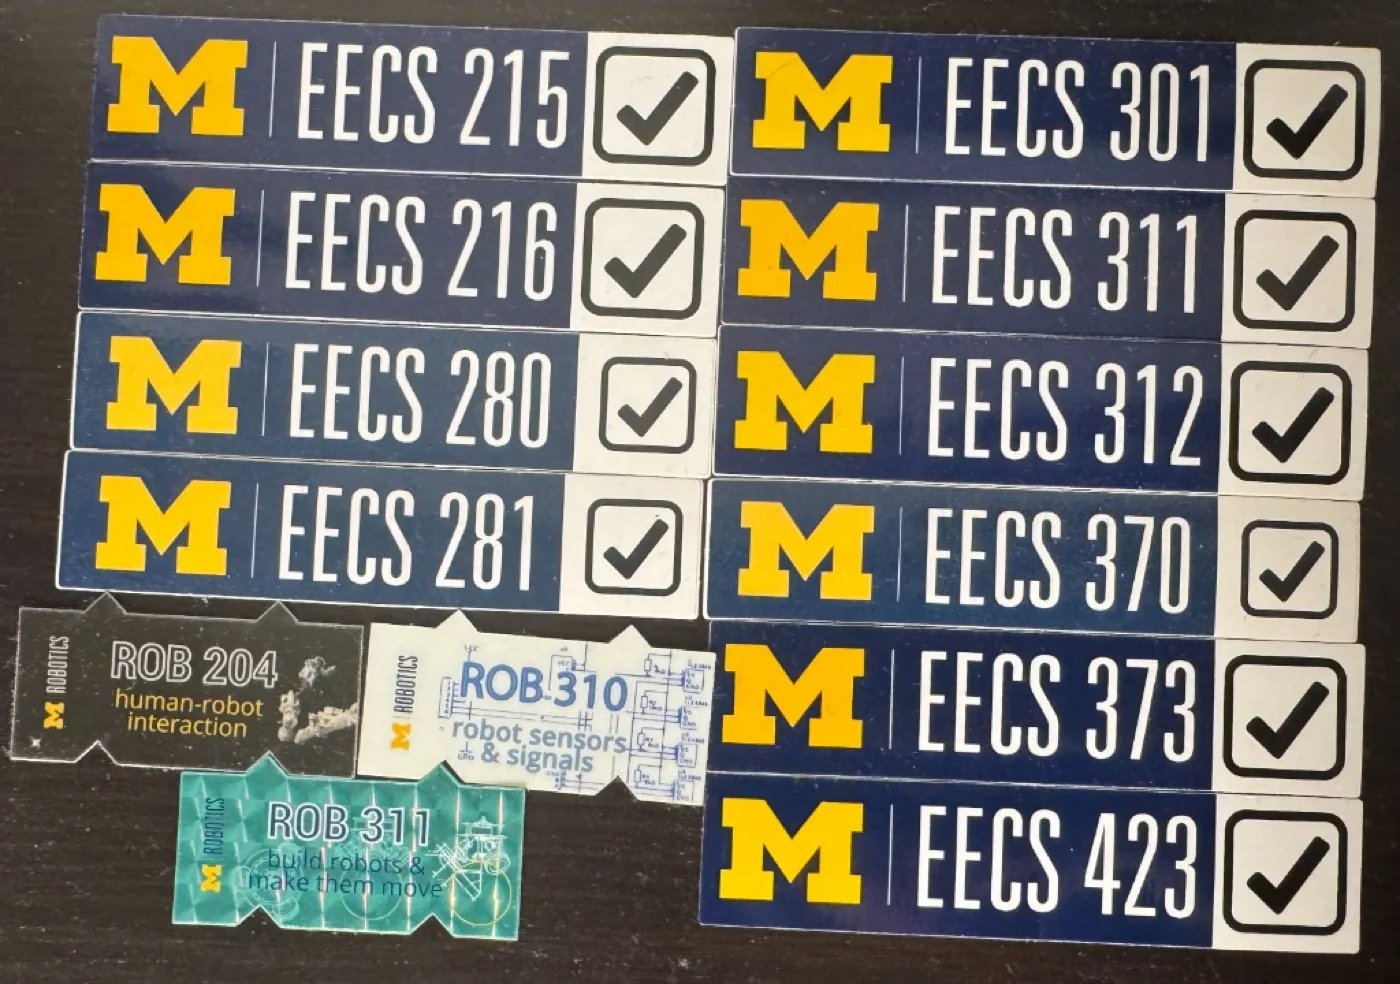 M EECS 215
M EECS 216
M EECS 280
M EECS 281
M EECS 301
M EECS 311
M EECS 312
M EECS 370
M EECS 373
M EECS 423
M ROBOTICS
ROB 204
human-robot
interaction
M ROBOTICS
ROB 310
robot sensors
& signals
M ROBOTICS
ROB 311
build robots &
make them move